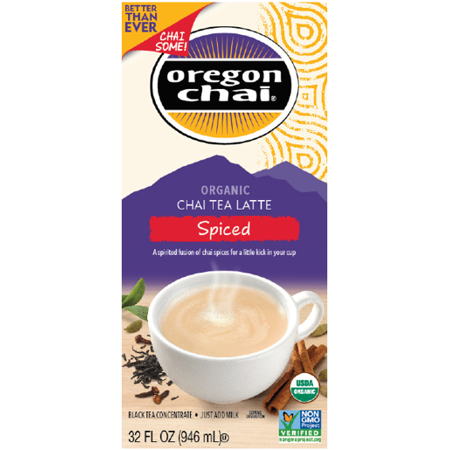 BETTER
THAN
EVER
CHAI
SOME!
oregon
chai®
ORGANIC
CHAI TEA LATTE
Spiced
A spirited fusion of chai spices for a little kick in your cup
USDA
ORGANIC
BLACK TEA CONCENTRATE • JUST ADD MILK
NON
GMO
Project
VERIFIED
nongmoproject.org
32 FL OZ (946 mL)